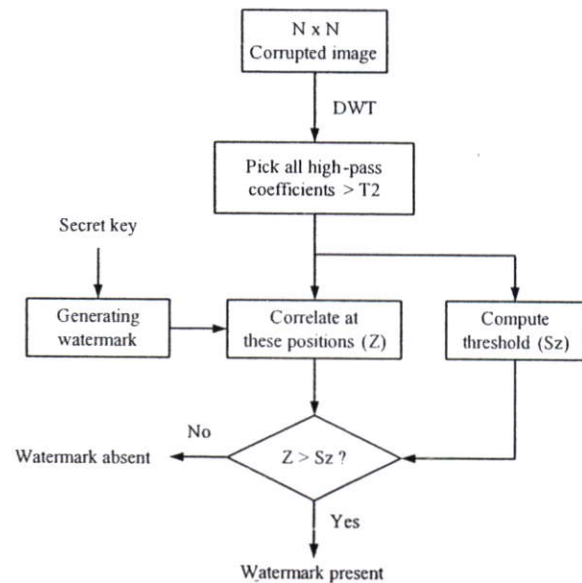 N x N
Corrupted image
DWT
Pick all high-pass
coefficients > T2
Secret key
Generating
watermark
Correlate at
these positions (Z)
Compute
threshold (Sz)
No
Watermark absent
Z > Sz ?
Yes
Watermark present